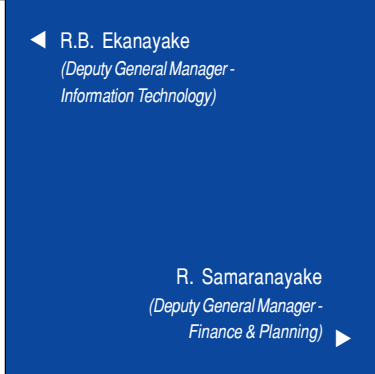 R.B. Ekanayake
(Deputy General Manager -
Information Technology)
R. Samaranayake
(Deputy General Manager -
Finance & Planning)